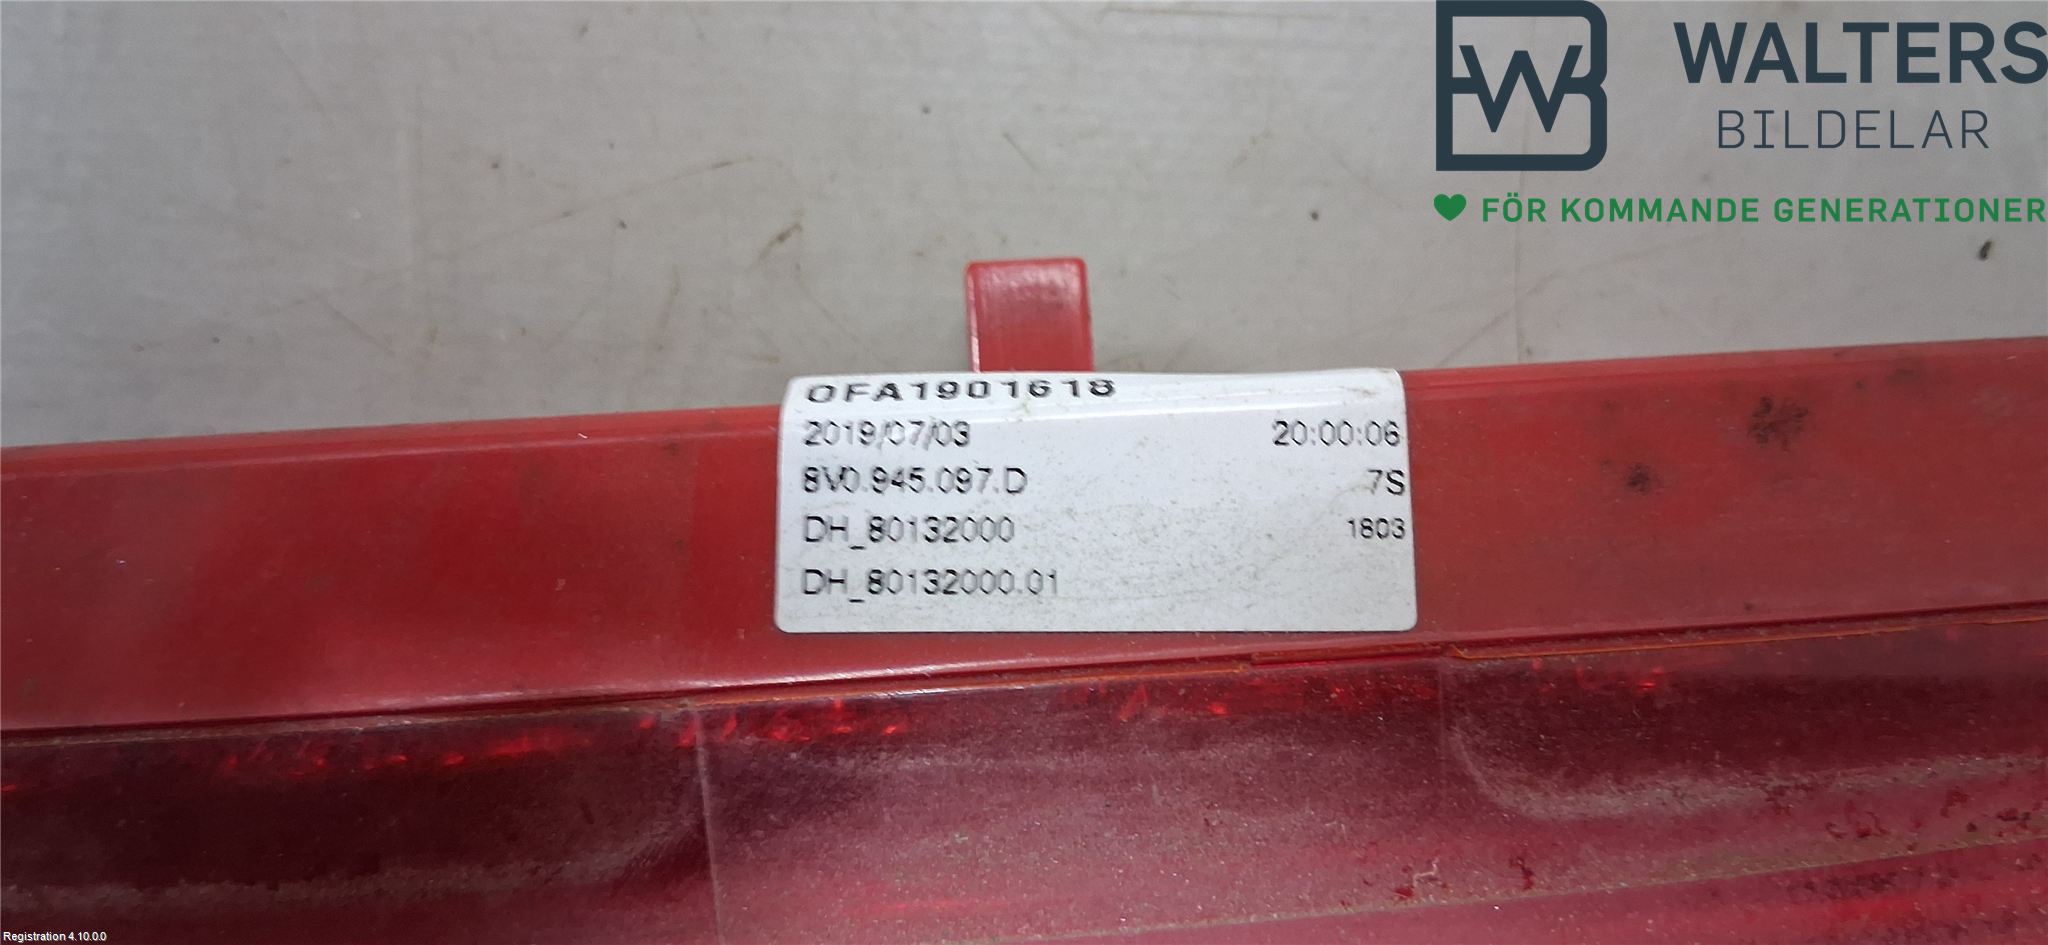 WALTERS
BILDELAR
FÖR KOMMANDE GENERATIONER
OFA1901618
2019/07/03 20:00:06
8V0.945.097.D 7S
DH_80132000 1803
DH_80132000.01
Registration 4.10.0.0